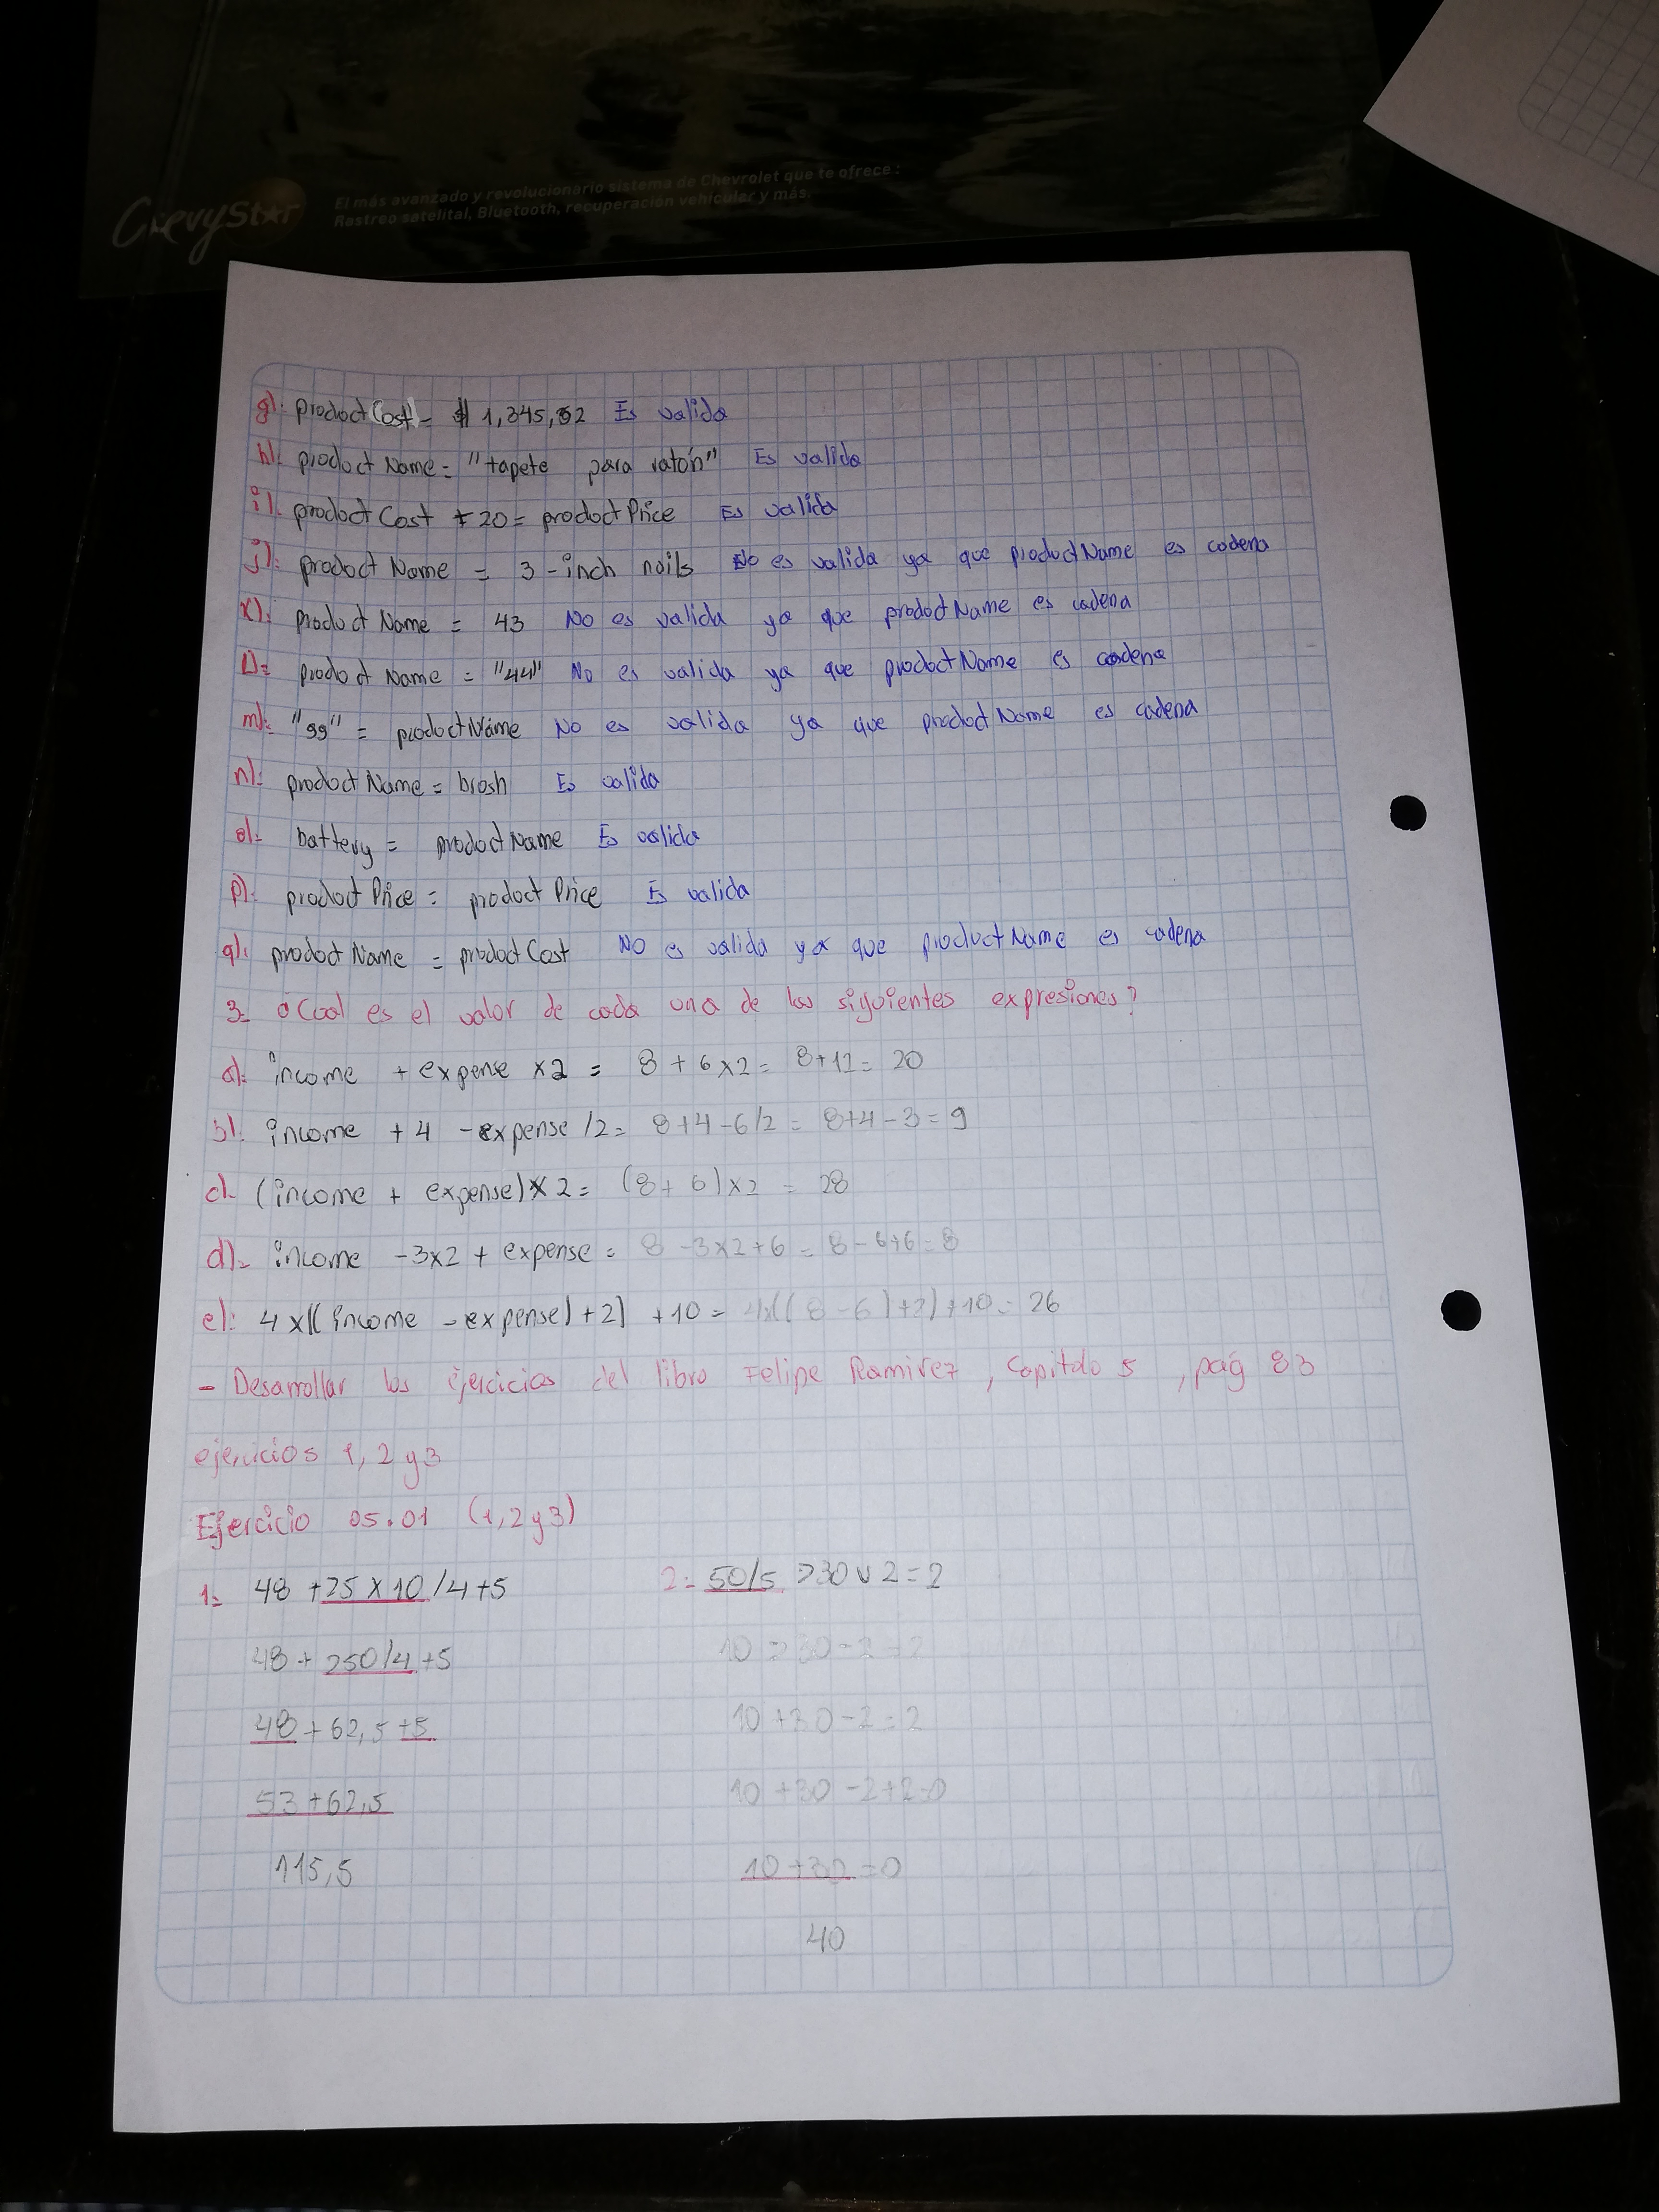 ChevyStar
El más avanzado y revolucionario sistema de Chevrolet que te ofrece:
Rastreo satelital, Bluetooth, recuperación vehicular y más.
g): productCost = $ 1,345,52 Es valida
h): productName = "tapete para ratón" Es valida
i): productCost + 20 = productPrice Es valida
j): productName = 3-inch nails No es valida ya que productName es cadena
k): productName = 43 No es valida ya que productName es cadena
l): productName = "44" No es valida ya que productName es cadena
m): "99" = productName No es valida ya que productName es cadena
n): productName = brush Es valida
o): battery = productName Es valida
p): productPrice = productPrice Es valida
q): productName = productCost No es valida ya que productName es cadena
3- ¿Cual es el valor de cada una de las siguientes expresiones?
a): income + expense x2 = 8 + 6x2 = 8+12 = 20
b): income + 4 - expense /2 = 8+4-6/2 = 8+4-3 = 9
c)- (income + expense) x 2 = (8+6)x2 = 28
d)- income -3x2 + expense = 8 -3x2+6 = 8-6+6=8
e): 4 x((income - expense)+2) +10 = 4x((8-6)+2)+10= 26
- Desarrollar los ejercicios del libro Felipe Ramirez, Capitulo 5, pág 83
ejercicios 1, 2 y 3
Ejercicio 05.01 (1, 2 y 3)
1- 48 +25 x 10 /4+5
48 + 250/4 +5
48 + 62,5 +5
53 +62,5
115,5
2- 50/5 >30 v 2 = 2
10 > 30 - 2 = 2
10 +30 -2 = 2
10 +30 -2+2=0
10 +30 =0
40